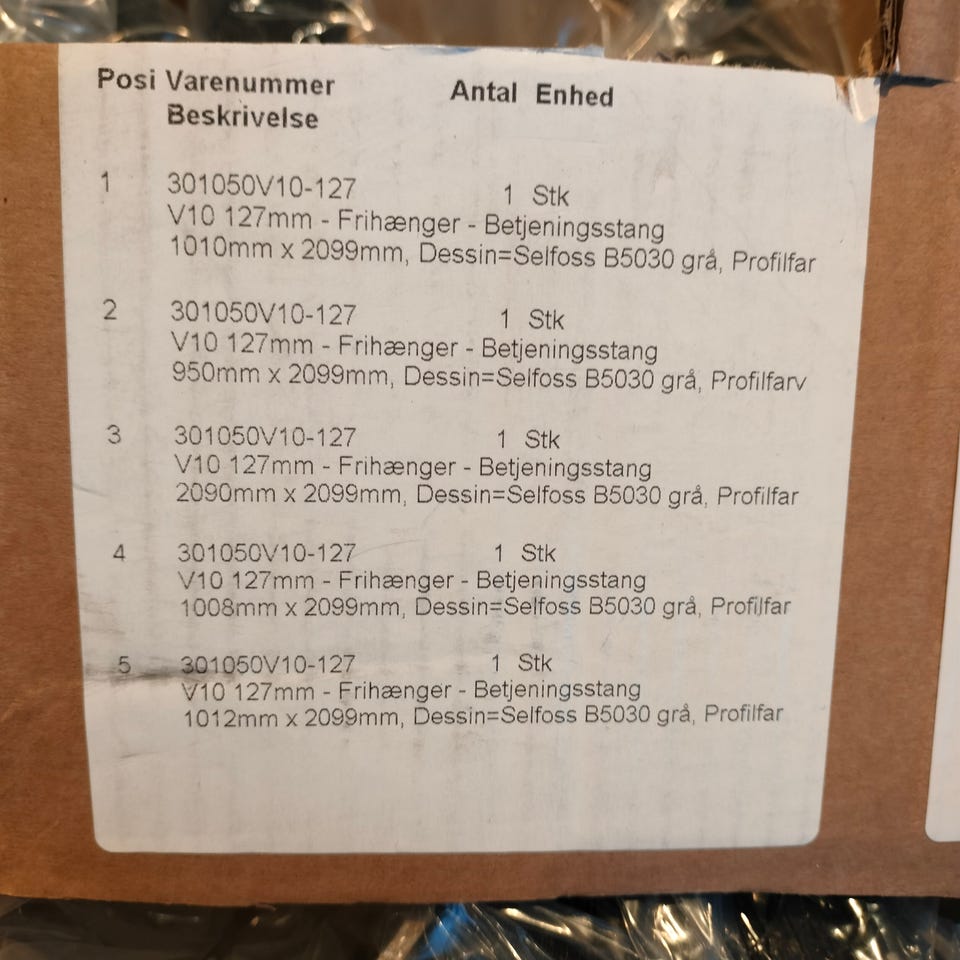 Posi Varenummer Antal Enhed
Beskrivelse
1 301050V10-127 1 Stk
V10 127mm - Frihænger - Betjeningsstang
1010mm x 2099mm, Dessin=Selfoss B5030 grå, Profilfar
2 301050V10-127 1 Stk
V10 127mm - Frihænger - Betjeningsstang
950mm x 2099mm, Dessin=Selfoss B5030 grå, Profilfarv
3 301050V10-127 1 Stk
V10 127mm - Frihænger - Betjeningsstang
2090mm x 2099mm, Dessin=Selfoss B5030 grå, Profilfar
4 301050V10-127 1 Stk
V10 127mm - Frihænger - Betjeningsstang
1008mm x 2099mm, Dessin=Selfoss B5030 grå, Profilfar
5 301050V10-127 1 Stk
V10 127mm - Frihænger - Betjeningsstang
1012mm x 2099mm, Dessin=Selfoss B5030 grå, Profilfar